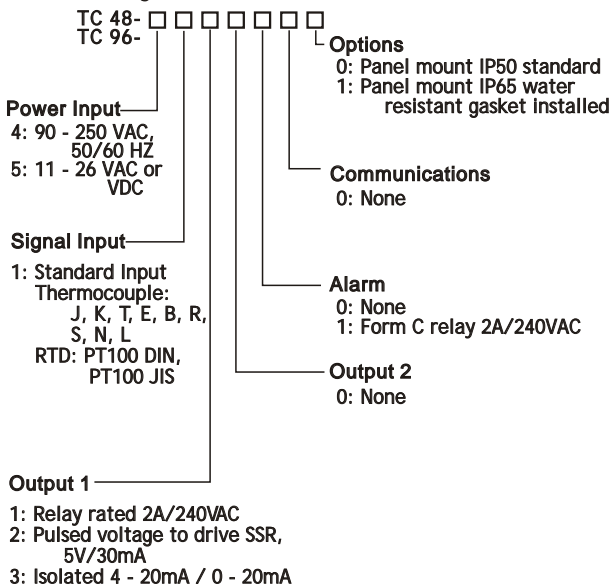 TC 48-
TC 96-
Options
0: Panel mount IP50 standard
1: Panel mount IP65 water
resistant gasket installed
Power Input
4: 90 - 250 VAC,
50/60 HZ
5: 11 - 26 VAC or
VDC
Communications
0: None
Signal Input
1: Standard Input
Thermocouple:
J, K, T, E, B, R,
S, N, L
RTD: PT100 DIN,
PT100 JIS
Alarm
0: None
1: Form C relay 2A/240VAC
Output 2
0: None
Output 1
1: Relay rated 2A/240VAC
2: Pulsed voltage to drive SSR,
5V/30mA
3: Isolated 4 - 20mA / 0 - 20mA